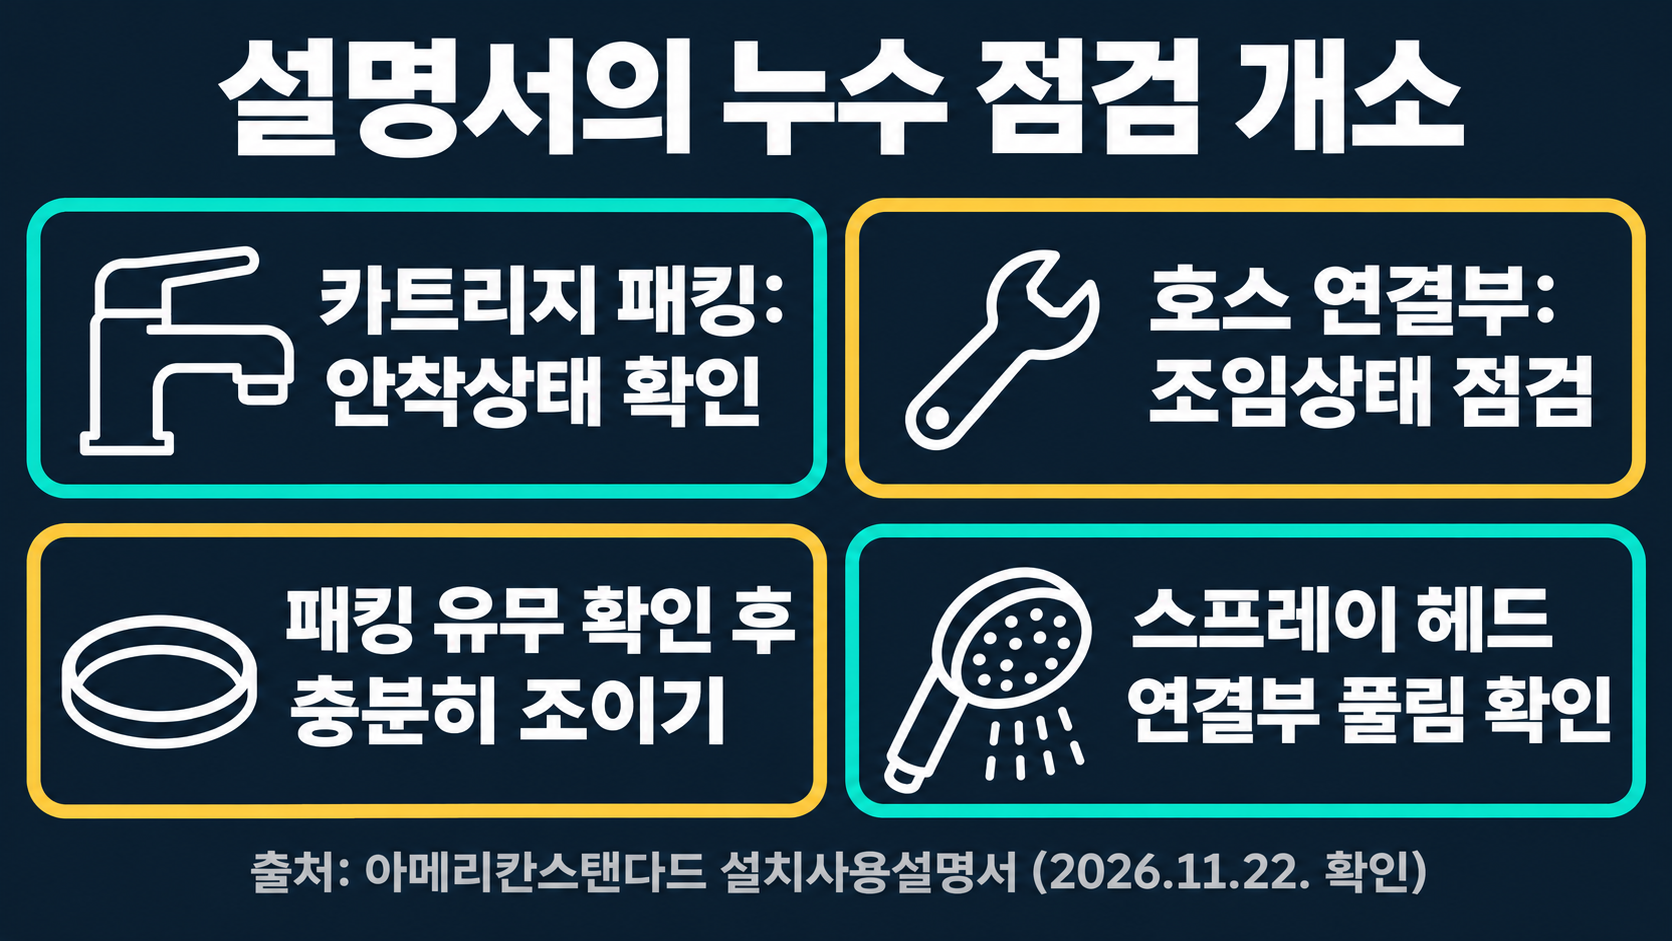 설명서의 누수 점검 개소
카트리지 패킹:
안착상태 확인
호스 연결부:
조임상태 점검
패킹 유무 확인 후
충분히 조이기
스프레이 헤드
연결부 풀림 확인
출처: 아메리칸스탠다드 설치사용설명서 (2026.11.22. 확인)